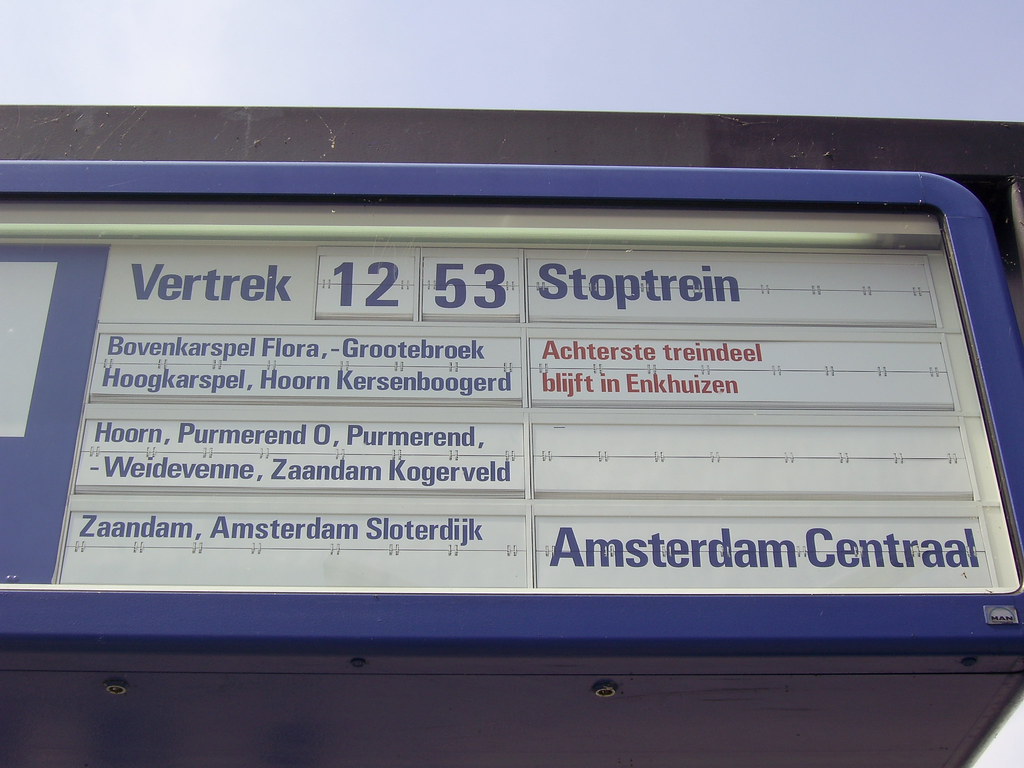 Vertrek 12 53 Stoptrein
Bovenkarspel Flora,-Grootebroek
Hoogkarspel, Hoorn Kersenboogerd
Achterste treindeel
blijft in Enkhuizen
Hoorn, Purmerend O, Purmerend,
-Weidevenne, Zaandam Kogerveld
Zaandam, Amsterdam Sloterdijk
Amsterdam Centraal
MAN